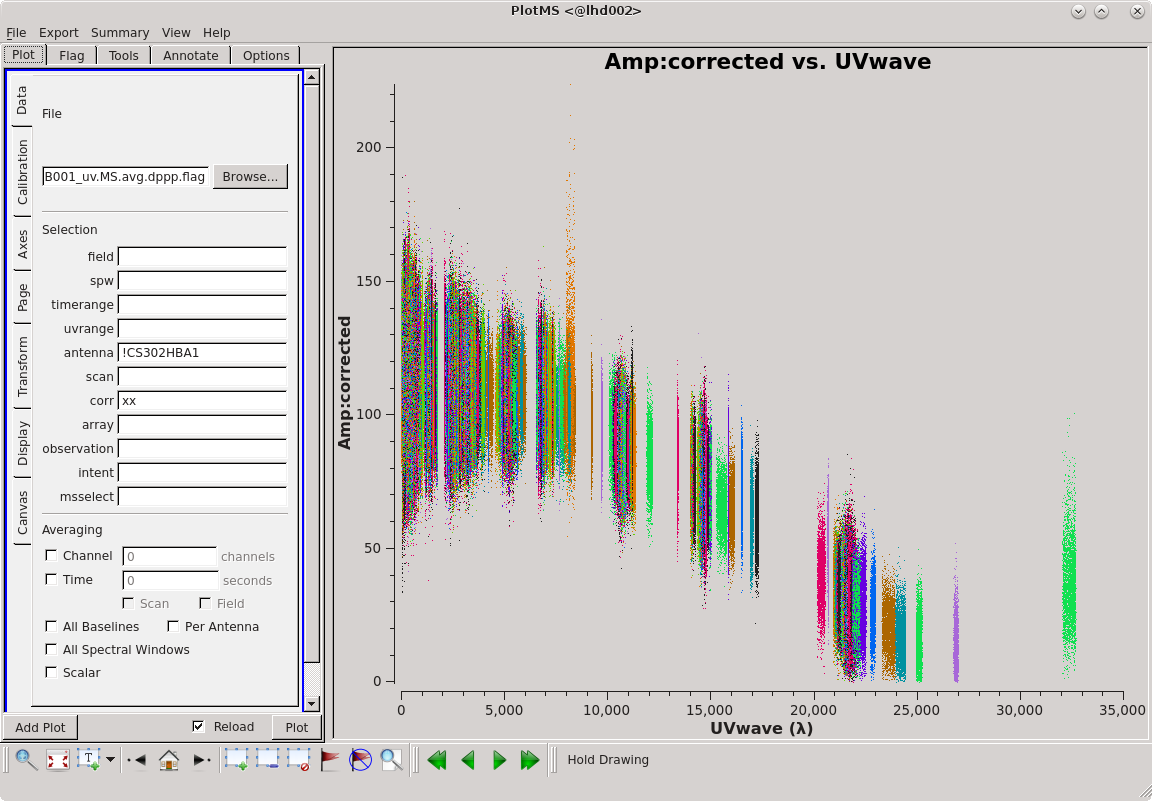 PlotMS <@lhd002>
File Export Summary View Help
Plot Flag Tools Annotate Options
Data
Calibration
Axes
Page
Transform
Display
Canvas
File
B001_uv.MS.avg.dppp.flag Browse...
Selection
field
spw
timerange
uvrange
antenna !CS302HBA1
scan
corr xx
array
observation
intent
msselect
Averaging
Channel 0 channels
Time 0 seconds
Scan Field
All Baselines Per Antenna
All Spectral Windows
Scalar
Add Plot Reload Plot
Amp:corrected vs. UVwave
Amp:corrected
200
150
100
50
0
0 5,000 10,000 15,000 20,000 25,000 30,000 35,000
UVwave (λ)
T
Hold Drawing